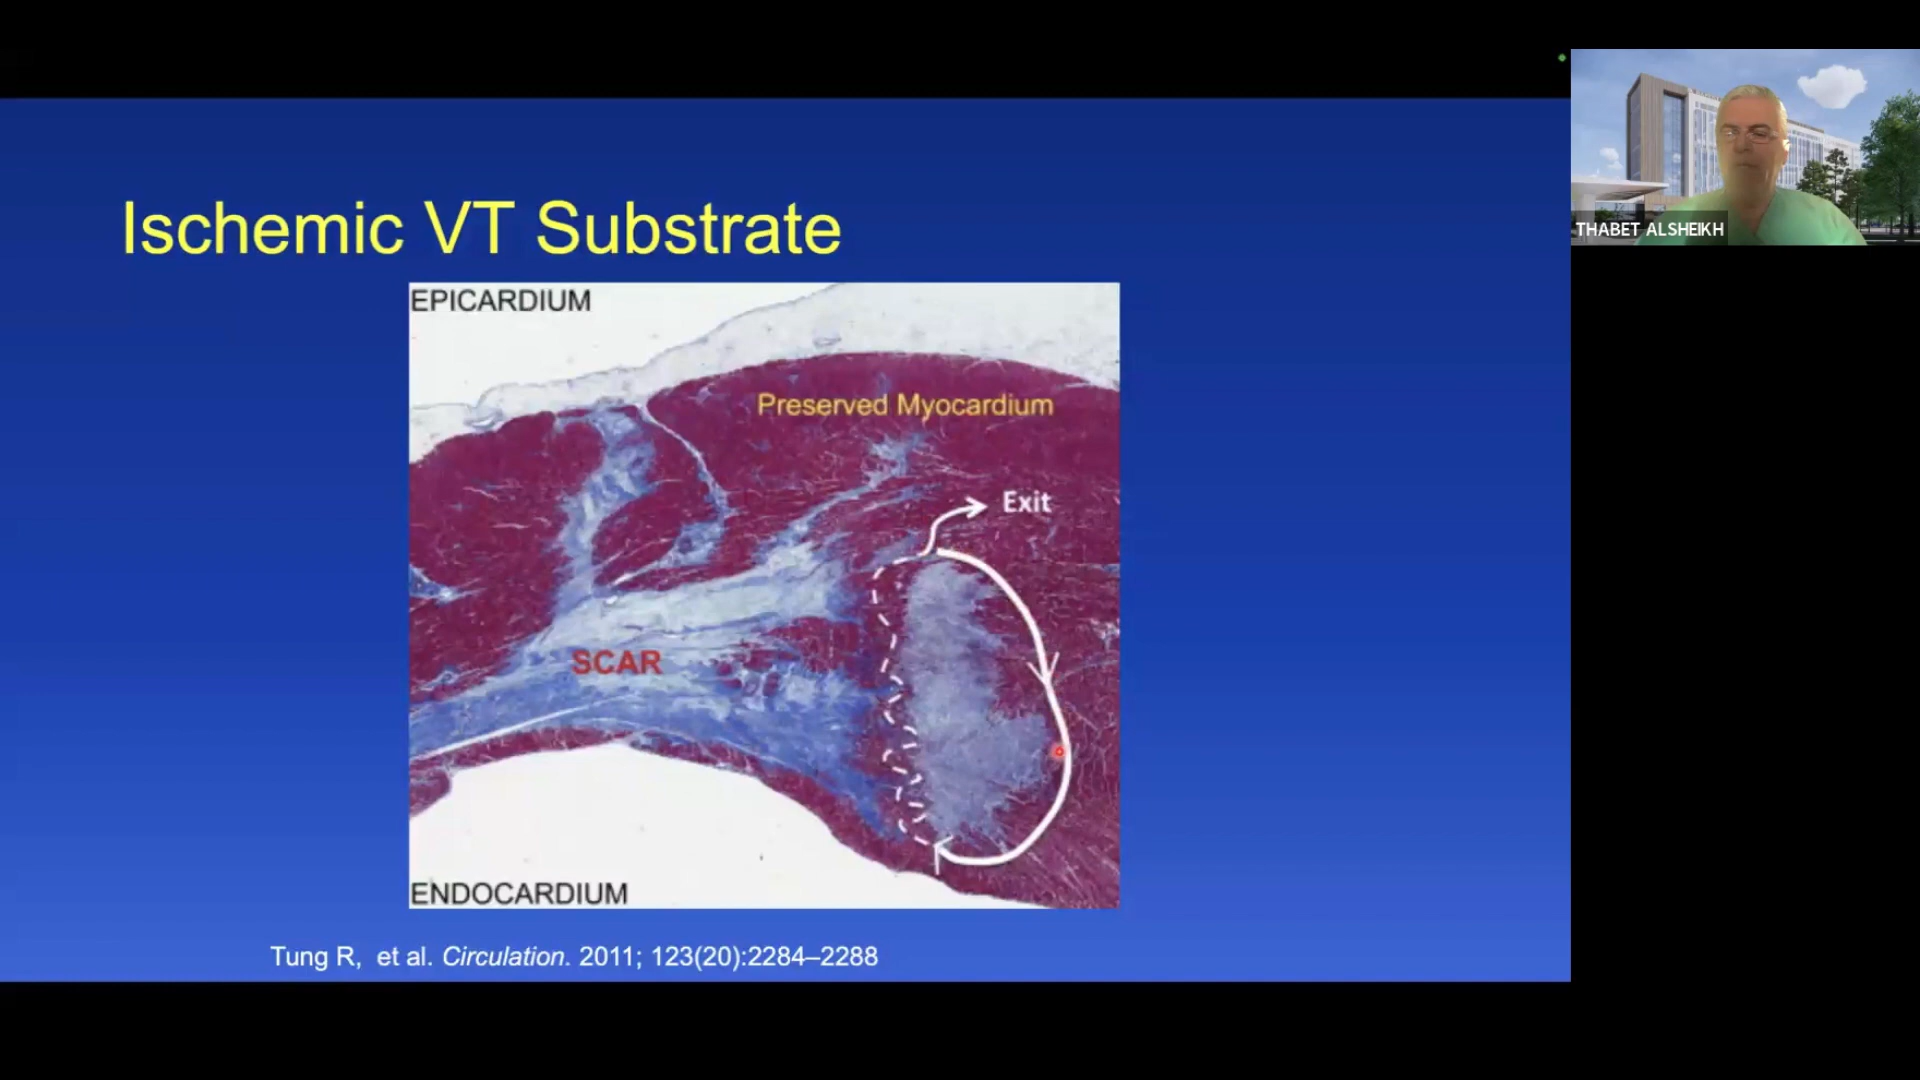 Ischemic VT Substrate
EPICARDIUM
Preserved Myocardium
Exit
SCAR
ENDOCARDIUM
Tung R, et al. Circulation. 2011; 123(20):2284–2288
THABET ALSHEIKH